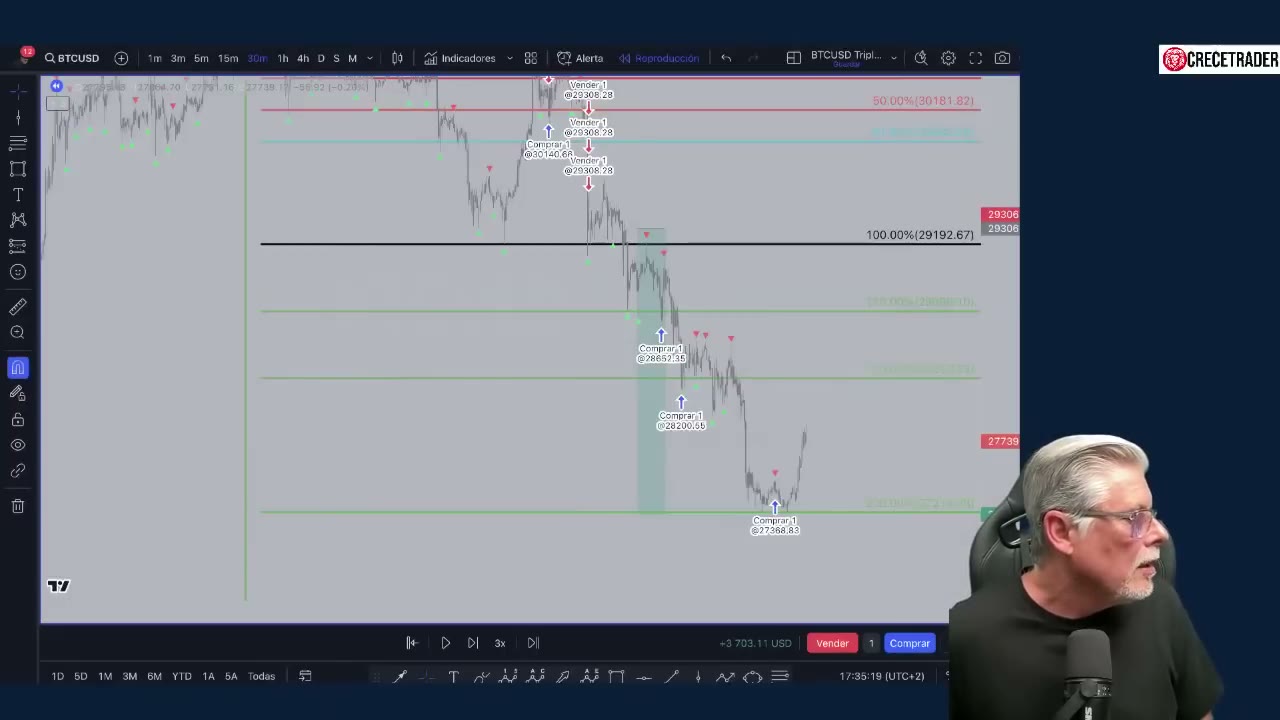 12
BTCUSD
1m 3m 5m 15m 30m 1h 4h D S M
Indicadores
Alerta
Reproducción
BTCUSD Tripl...
Guardar
CRECETRADER
Vender 1
@29308.28
50.00%(30181.82)
Vender 1
@29308.28
Comprar 1
@30140.66
Vender 1
@29308.28
29306
29306
100.00%(29192.67)
Comprar 1
@28652.35
Comprar 1
@28200.55
27739
Comprar 1
@27368.83
3x
+3 703.11 USD
Vender
1
Comprar
1D 5D 1M 3M 6M YTD 1A 5A Todas
17:35:19 (UTC+2)